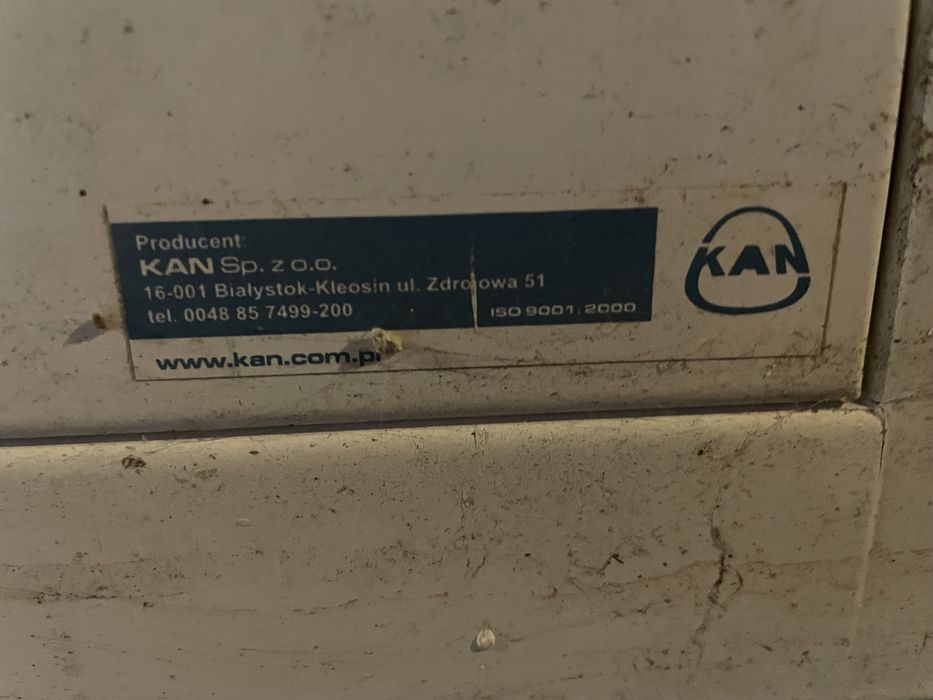 Producent:
KAN Sp. z o.o.
16-001 Białystok-Kleosin ul. Zdrojowa 51
tel. 0048 85 7499-200
ISO 9001:2000
www.kan.com.pl
KAN